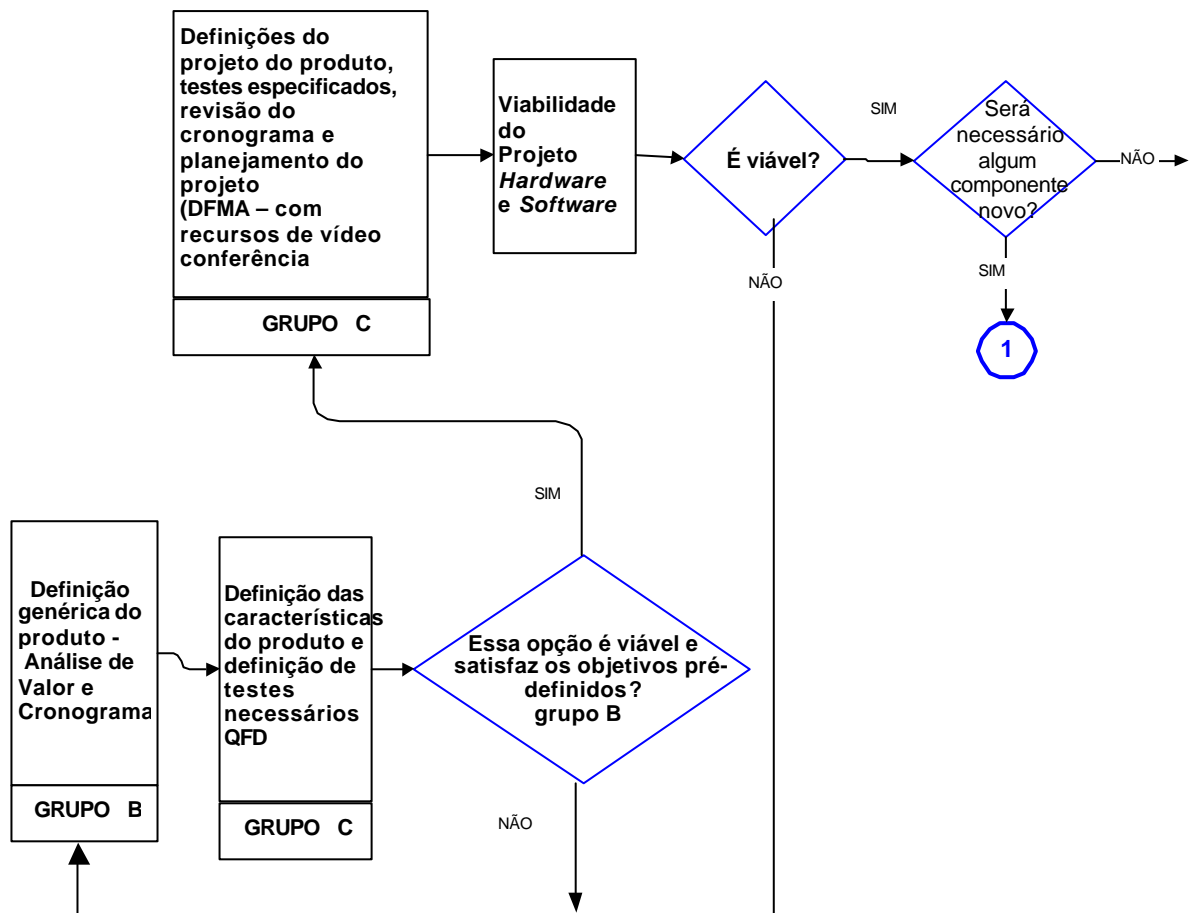 Definições do
projeto do produto,
testes especificados,
revisão do
cronograma e
planejamento do
projeto
(DFMA – com
recursos de vídeo
conferência
GRUPO C
Viabilidade
do
Projeto
Hardware
e Software
É viável?
SIM
NÃO
Será
necessário
algum
componente
novo?
NÃO
SIM
1
SIM
Definição
genérica do
produto -
Análise de
Valor e
Cronograma
GRUPO B
Definição das
características
do produto e
definição de
testes
necessários
QFD
GRUPO C
Essa opção é viável e
satisfaz os objetivos pré-
definidos?
grupo B
NÃO